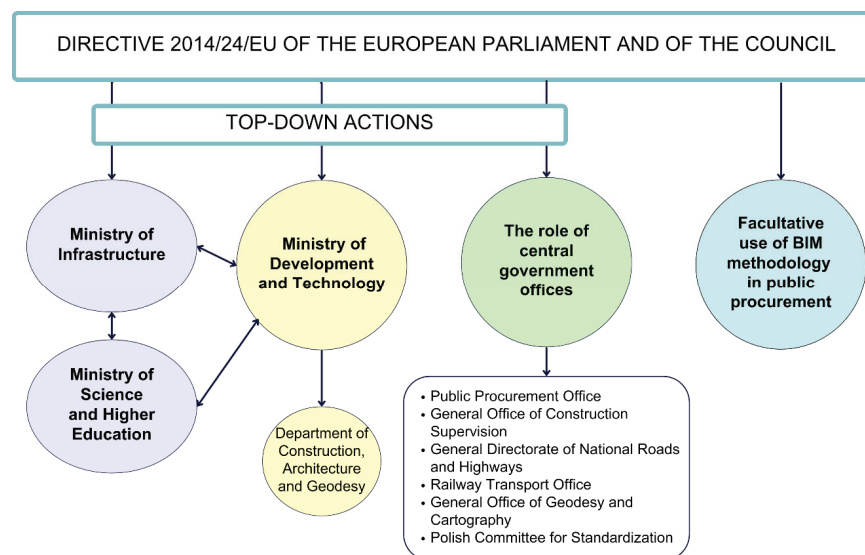 DIRECTIVE 2014/24/EU OF THE EUROPEAN PARLIAMENT AND OF THE COUNCIL
TOP-DOWN ACTIONS
Ministry of
Infrastructure
Ministry of
Development
and Technology
The role of
central
government
offices
Facultative
use of BIM
methodology
in public
procurement
Ministry of
Science
and Higher
Education
Department of
Construction,
Architecture
and Geodesy
• Public Procurement Office
• General Office of Construction
Supervision
• General Directorate of National Roads
and Highways
• Railway Transport Office
• General Office of Geodesy and
Cartography
• Polish Committee for Standardization